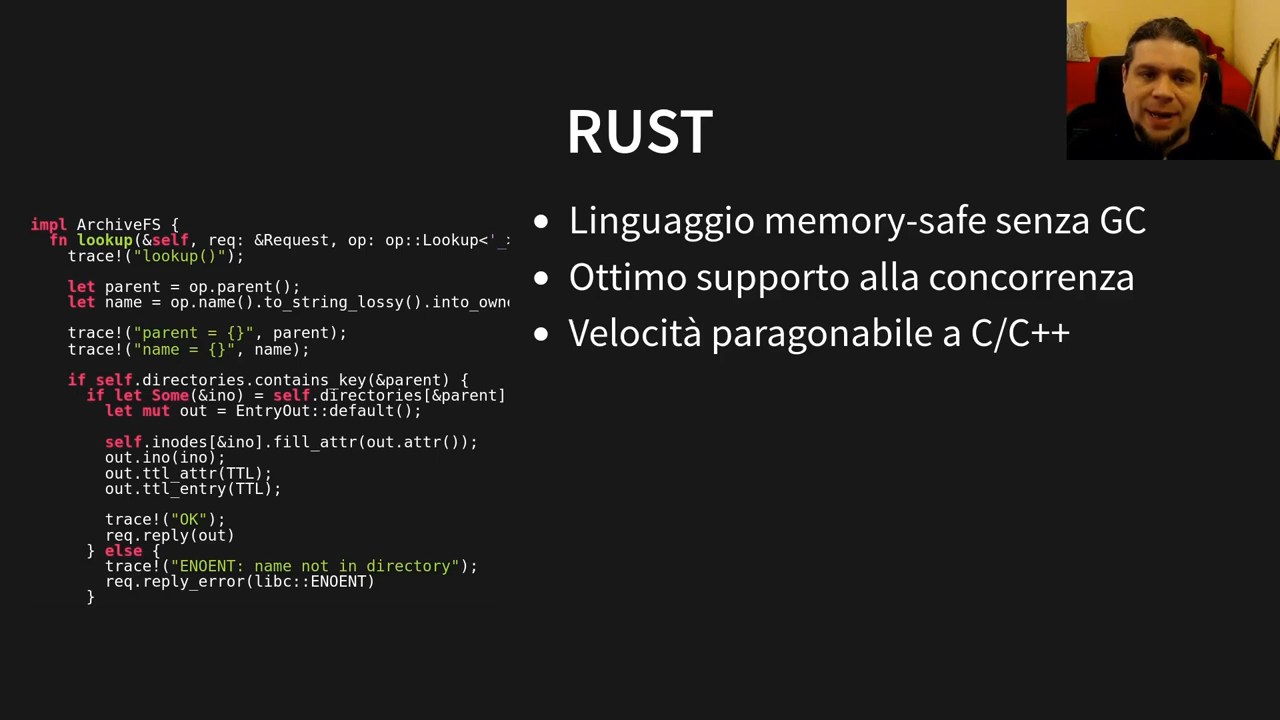 RUST
impl ArchiveFS {
fn lookup(&self, req: &Request, op: op::Lookup<'_>
trace!("lookup()");
let parent = op.parent();
let name = op.name().to_string_lossy().into_owne
trace!("parent = {}", parent);
trace!("name = {}", name);
if self.directories.contains_key(&parent) {
if let Some(&ino) = self.directories[&parent]
let mut out = EntryOut::default();
self.inodes[&ino].fill_attr(out.attr());
out.ino(ino);
out.ttl_attr(TTL);
out.ttl_entry(TTL);
trace!("OK");
req.reply(out)
} else {
trace!("ENOENT: name not in directory");
req.reply_error(libc::ENOENT)
}
• Linguaggio memory-safe senza GC
• Ottimo supporto alla concorrenza
• Velocità paragonabile a C/C++